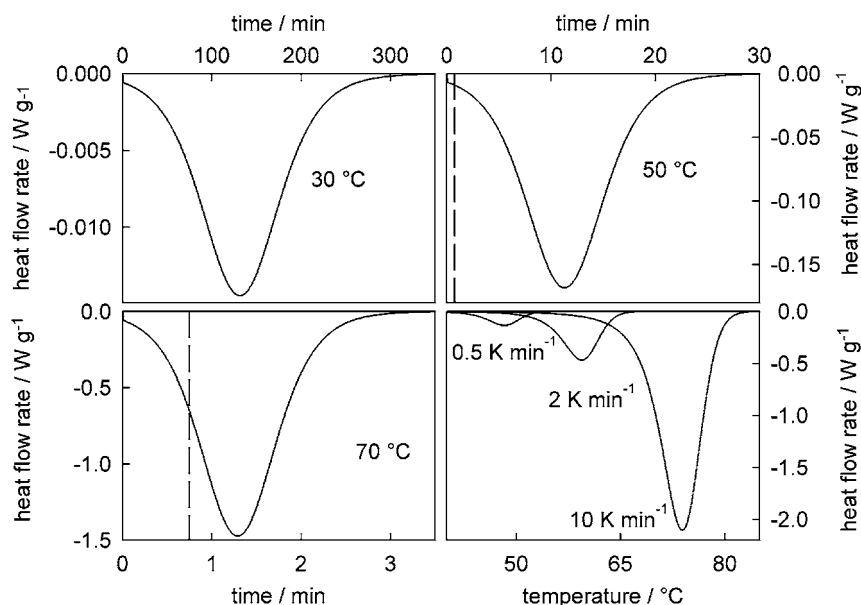 time / min
time / min
0 100 200 300
0 10 20 30
0.000
-0.005
-0.010
heat flow rate / W g-1
30 °C
0.00
-0.05
-0.10
-0.15
heat flow rate / W g-1
50 °C
0.0
-0.5
-1.0
-1.5
heat flow rate / W g-1
70 °C
0.0
-0.5
-1.0
-1.5
-2.0
heat flow rate / W g-1
0.5 K min-1
2 K min-1
10 K min-1
0 1 2 3
50 65 80
time / min
temperature / °C